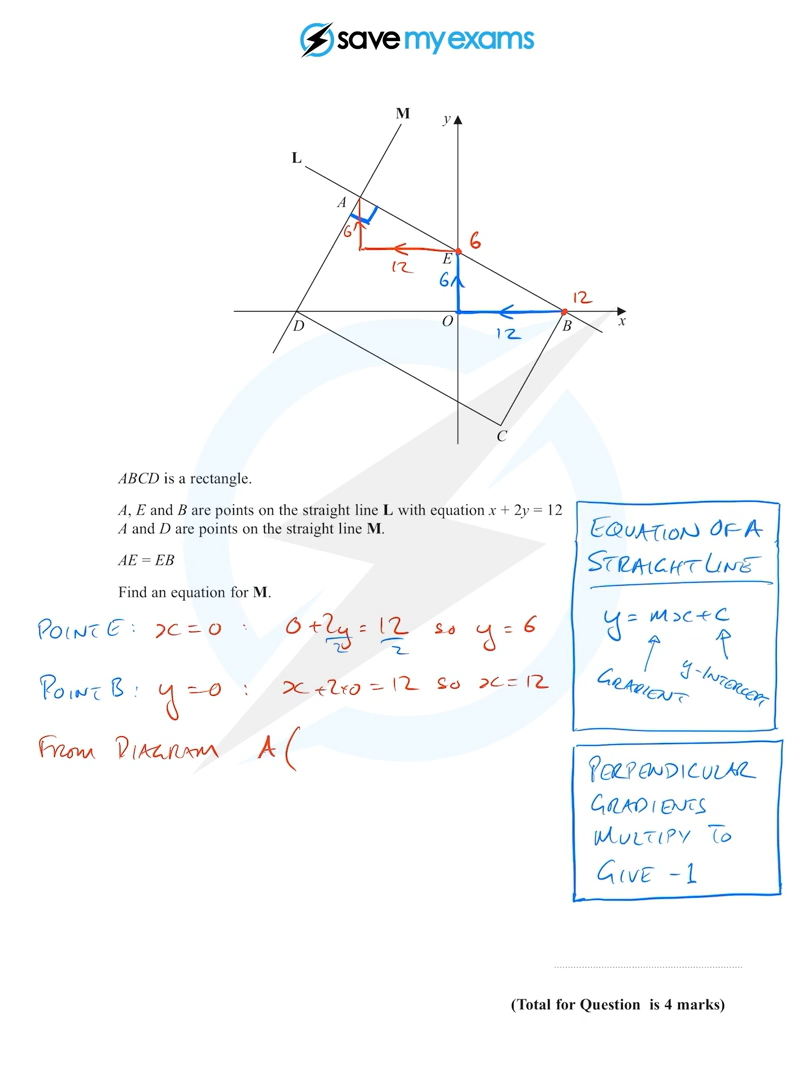 save my exams
M
y
L
A
6
6
E
12
6
12
D
O
12
B
x
C
ABCD is a rectangle.
A, E and B are points on the straight line L with equation x + 2y = 12
A and D are points on the straight line M.
AE = EB
Find an equation for M.
POINT E: x = 0 : 0 + 2y/2 = 12/2 so y = 6
POINT B: y = 0 : x + 2×0 = 12 so x = 12
FROM DIAGRAM A(
EQUATION OF A
STRAIGHT LINE
y = mx + c
GRADIENT
y-INTERCEPT
PERPENDICULAR
GRADIENTS
MULTIPY TO
GIVE -1
(Total for Question is 4 marks)